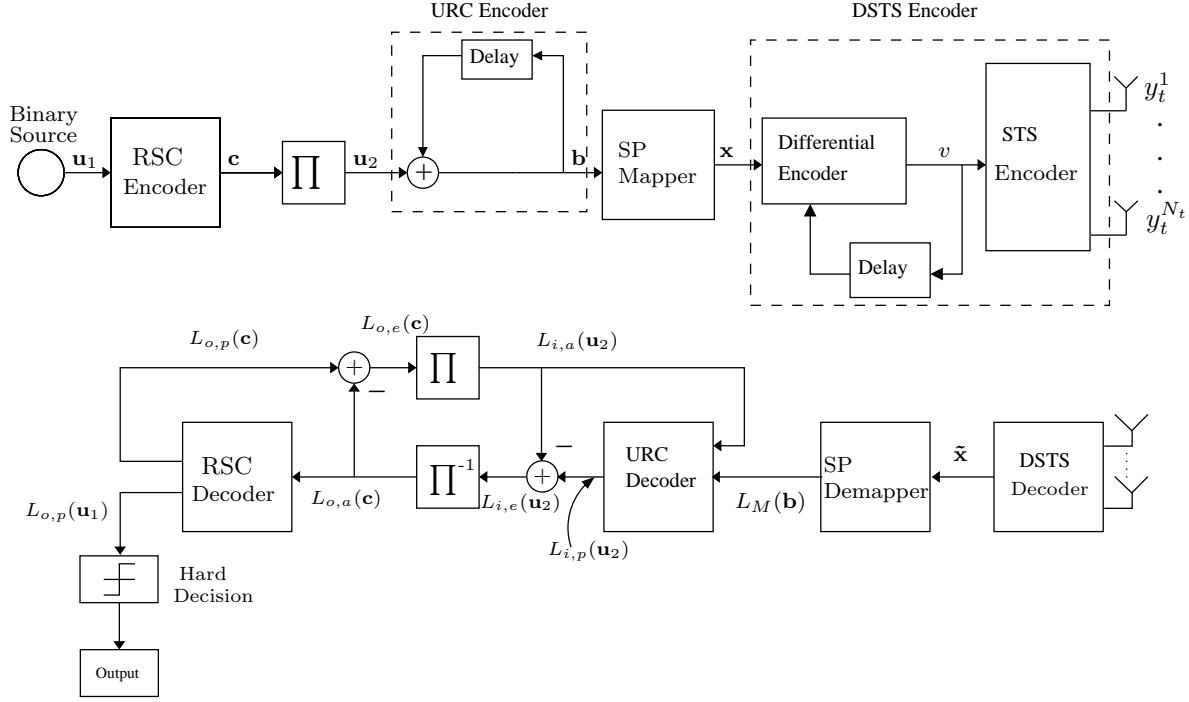 URC Encoder
DSTS Encoder
Delay
Binary
Source
u₁
RSC
Encoder
c
∏
u₂
+
b
SP
Mapper
x
Differential
Encoder
v
STS
Encoder
Delay
y_t^1
.
.
.
y_t^{N_t}
L_{o,p}(c)
+
−
L_{o,e}(c)
∏
L_{i,a}(u₂)
RSC
Decoder
L_{o,a}(c)
∏⁻¹
L_{i,e}(u₂)
+
−
L_{i,p}(u₂)
URC
Decoder
L_M(b)
SP
Demapper
x̃
DSTS
Decoder
L_{o,p}(u₁)
Hard
Decision
Output